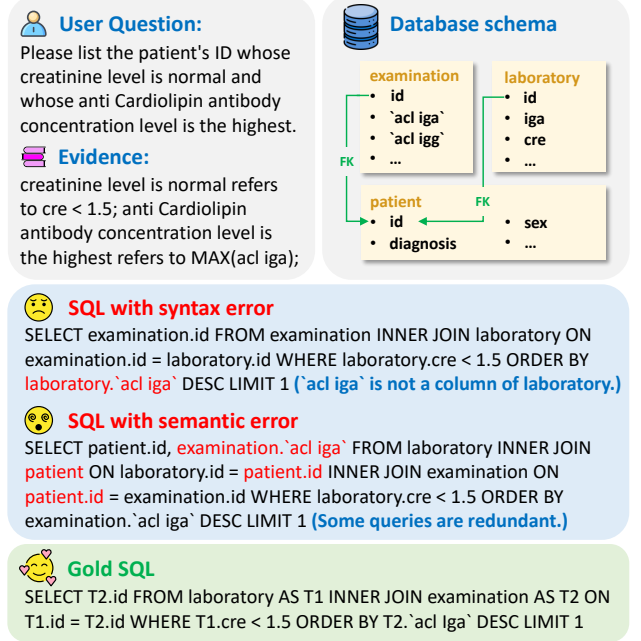 User Question:
Please list the patient's ID whose
creatinine level is normal and
whose anti Cardiolipin antibody
concentration level is the highest.
Evidence:
creatinine level is normal refers
to cre < 1.5; anti Cardiolipin
antibody concentration level is
the highest refers to MAX(acl iga);
Database schema
examination
• id
• `acl iga`
• `acl igg`
• ...
laboratory
• id
• iga
• cre
• ...
FK
FK
patient
• id
• diagnosis
• sex
• ...
SQL with syntax error
SELECT examination.id FROM examination INNER JOIN laboratory ON
examination.id = laboratory.id WHERE laboratory.cre < 1.5 ORDER BY
laboratory.`acl iga` DESC LIMIT 1 (`acl iga` is not a column of laboratory.)
SQL with semantic error
SELECT patient.id, examination.`acl iga` FROM laboratory INNER JOIN
patient ON laboratory.id = patient.id INNER JOIN examination ON
patient.id = examination.id WHERE laboratory.cre < 1.5 ORDER BY
examination.`acl iga` DESC LIMIT 1 (Some queries are redundant.)
Gold SQL
SELECT T2.id FROM laboratory AS T1 INNER JOIN examination AS T2 ON
T1.id = T2.id WHERE T1.cre < 1.5 ORDER BY T2.`acl Iga` DESC LIMIT 1